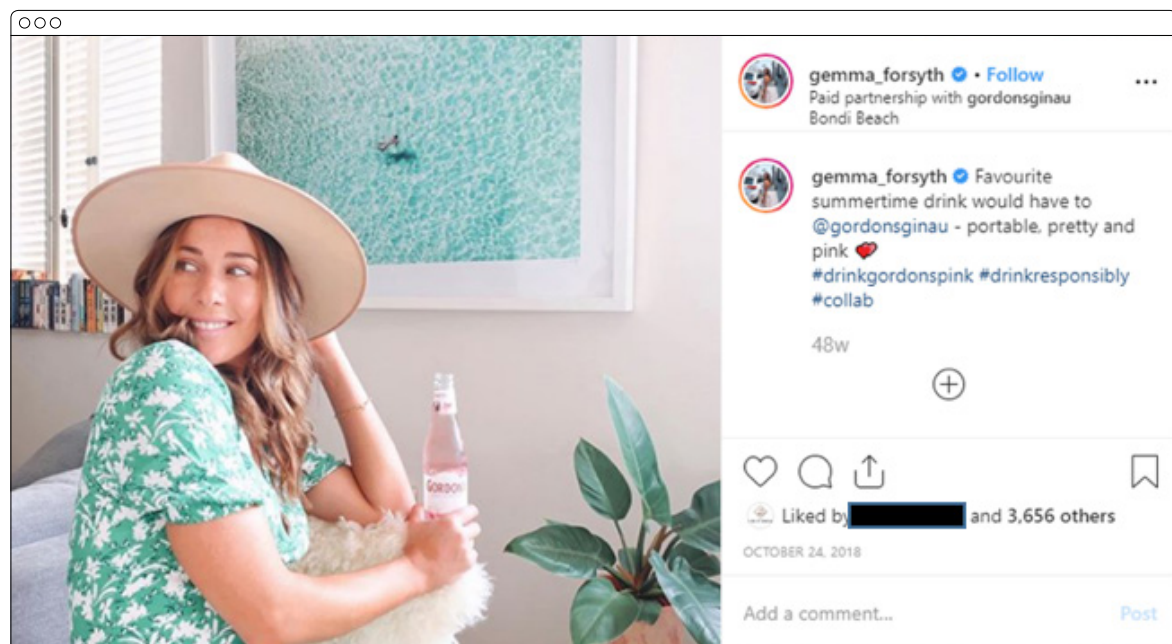 gemma_forsyth • Follow
Paid partnership with gordonsginau
Bondi Beach
gemma_forsyth Favourite
summertime drink would have to
@gordonsginau - portable, pretty and
pink
#drinkgordonspink #drinkresponsibly
#collab
48w
GORDON'S
Liked by
and 3,656 others
OCTOBER 24, 2018
Add a comment...
Post